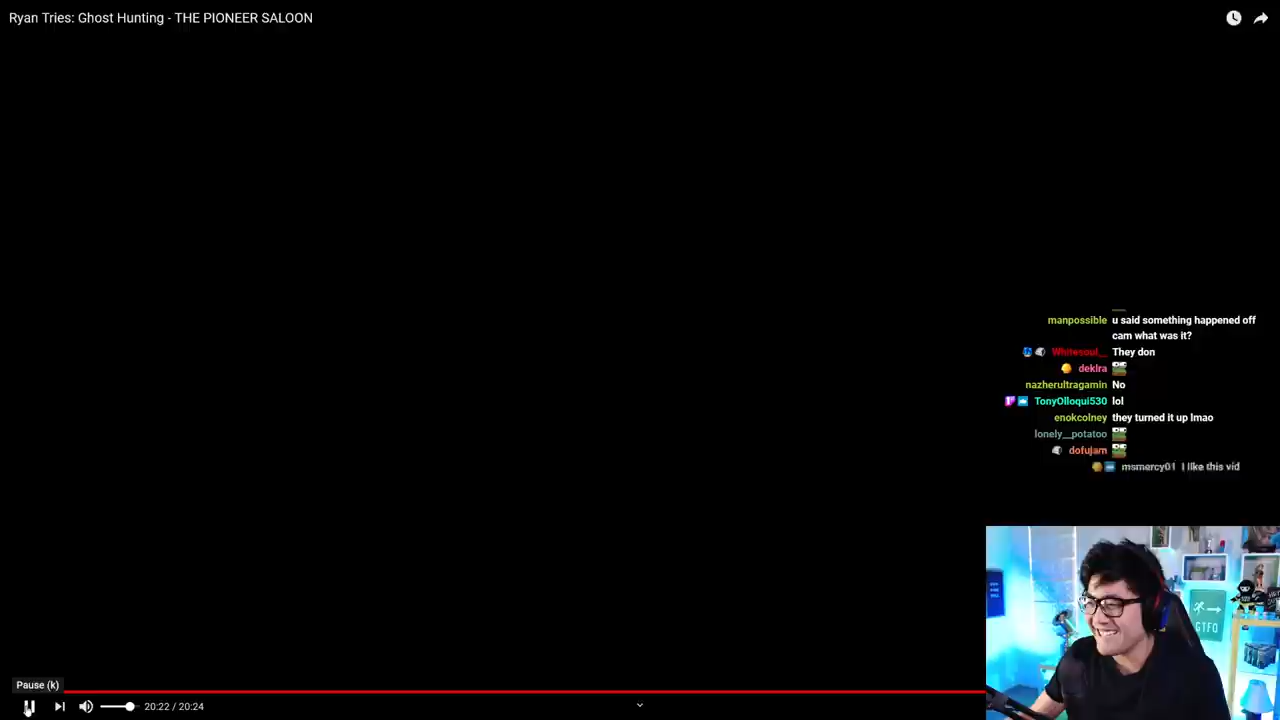 Ryan Tries: Ghost Hunting - THE PIONEER SALOON
manpossible u said something happened off
cam what was it?
Whitesoul__ They don
dekira
nazherultragamin No
TonyOlloqui530 lol
enokcolney they turned it up lmao
lonely__potatoo
dofujam
msmercy01 I like this vid
GTFO
Pause (k)
20:22 / 20:24